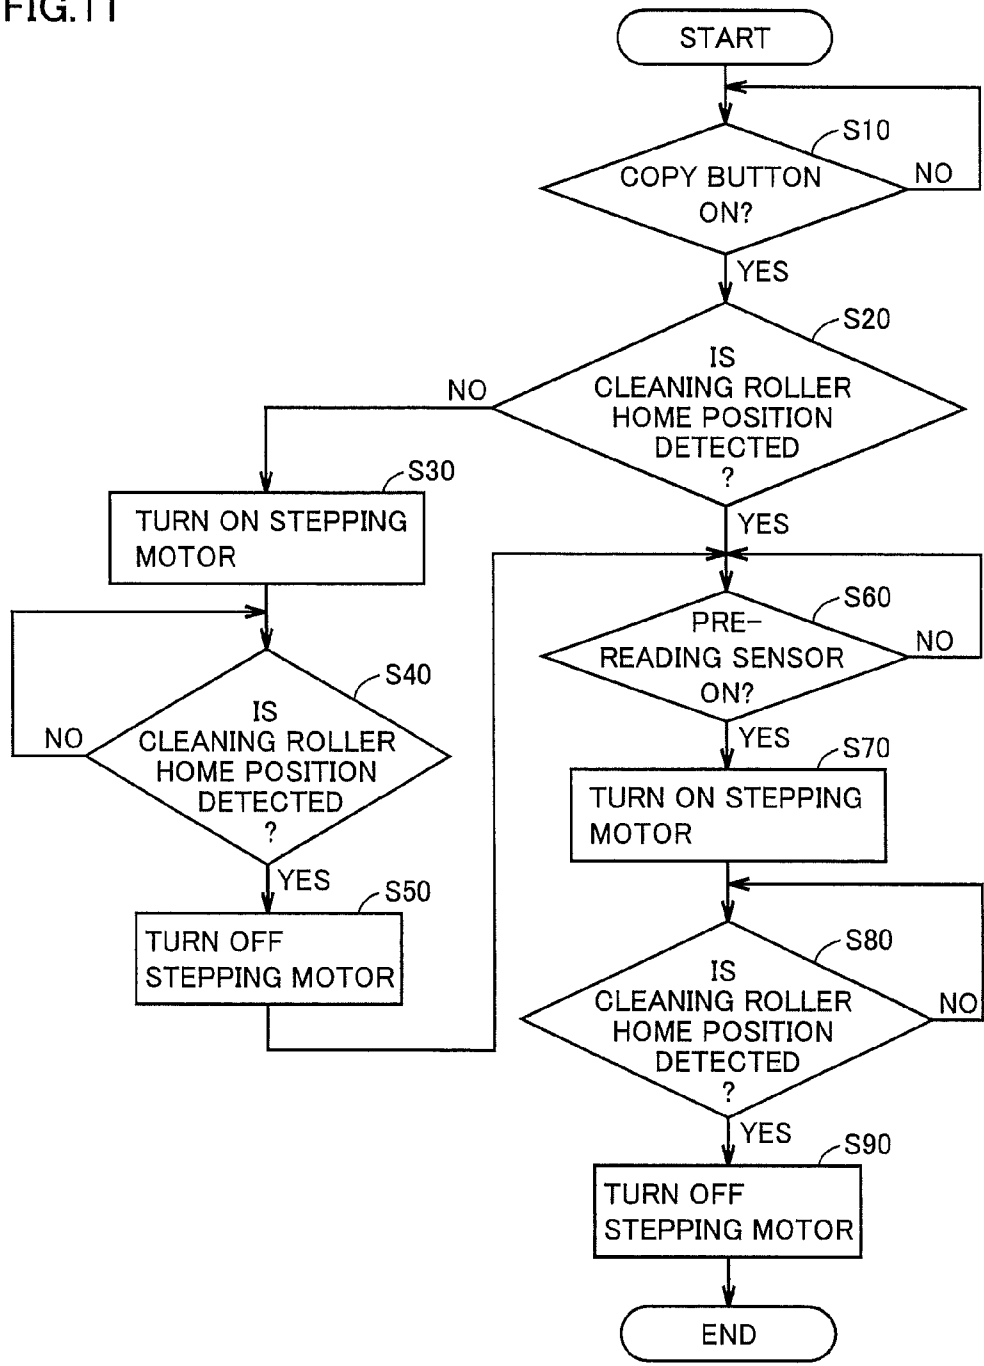 FIG.11
START
S10
COPY BUTTON
ON?
NO
YES
S20
IS
CLEANING ROLLER
HOME POSITION
DETECTED
?
NO
YES
S30
TURN ON STEPPING
MOTOR
S40
IS
CLEANING ROLLER
HOME POSITION
DETECTED
?
NO
YES
S50
TURN OFF
STEPPING MOTOR
S60
PRE-
READING SENSOR
ON?
NO
YES
S70
TURN ON STEPPING
MOTOR
S80
IS
CLEANING ROLLER
HOME POSITION
DETECTED
?
NO
YES
S90
TURN OFF
STEPPING MOTOR
END